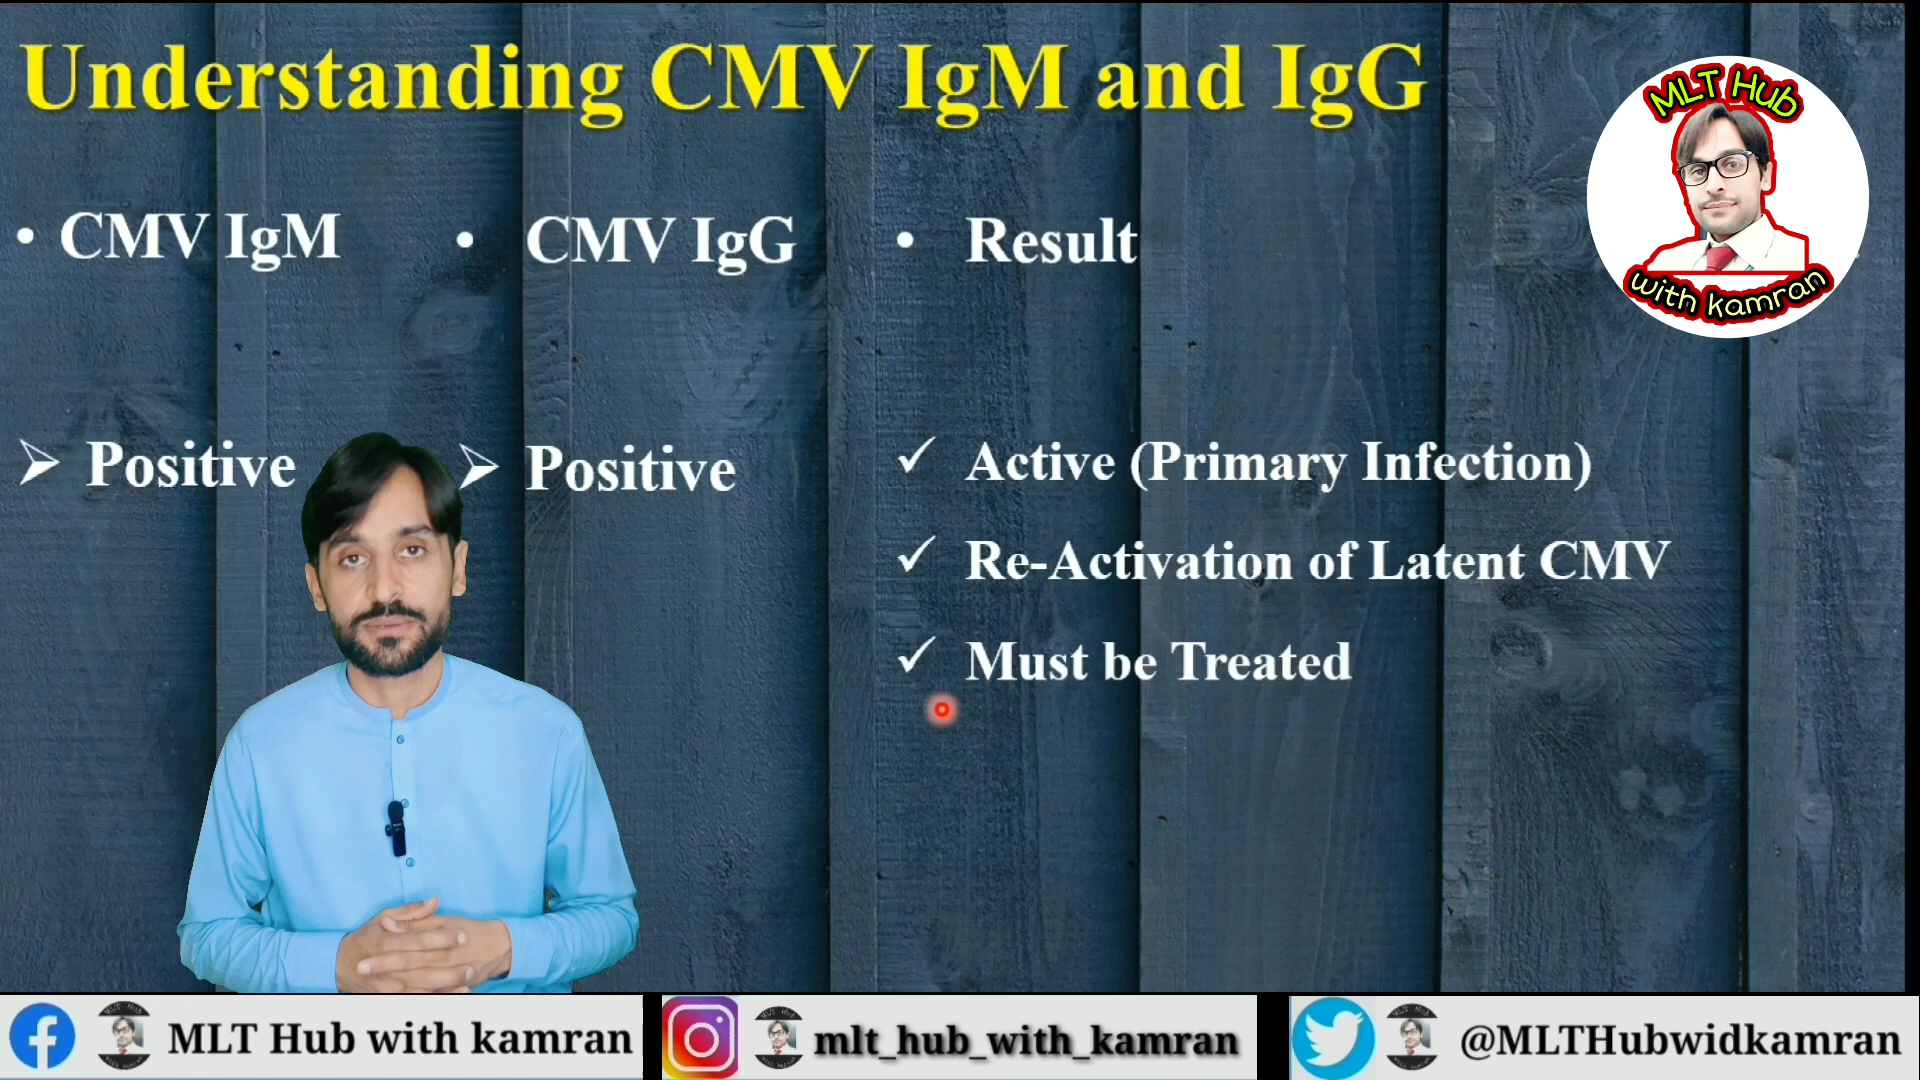 Understanding CMV IgM and IgG
MLT Hub
with kamran
• CMV IgM
• CMV IgG
• Result
➢ Positive
➢ Positive
✓ Active (Primary Infection)
✓ Re-Activation of Latent CMV
✓ Must be Treated
MLT Hub with kamran
mlt_hub_with_kamran
@MLTHubwidkamran